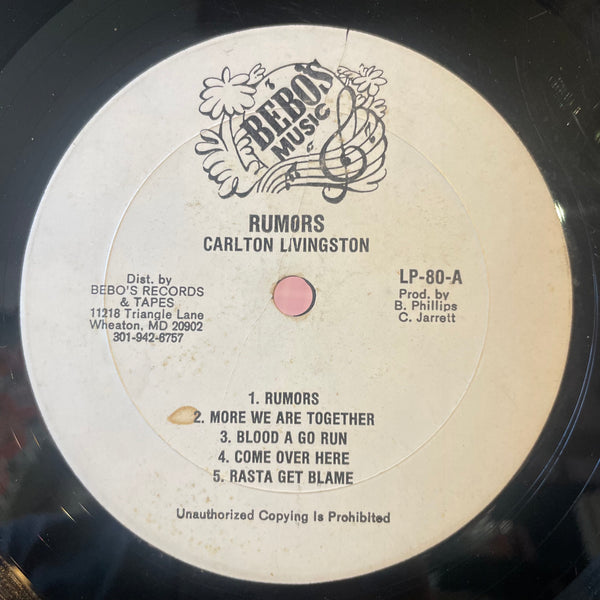 BEBO'S
MUSIC
RUMORS
CARLTON LIVINGSTON
Dist. by
BEBO'S RECORDS
& TAPES
11218 Triangle Lane
Wheaton, MD 20902
301-942-6757
LP-80-A
Prod. by
B. Phillips
C. Jarrett
1. RUMORS
2. MORE WE ARE TOGETHER
3. BLOOD A GO RUN
4. COME OVER HERE
5. RASTA GET BLAME
Unauthorized Copying Is Prohibited